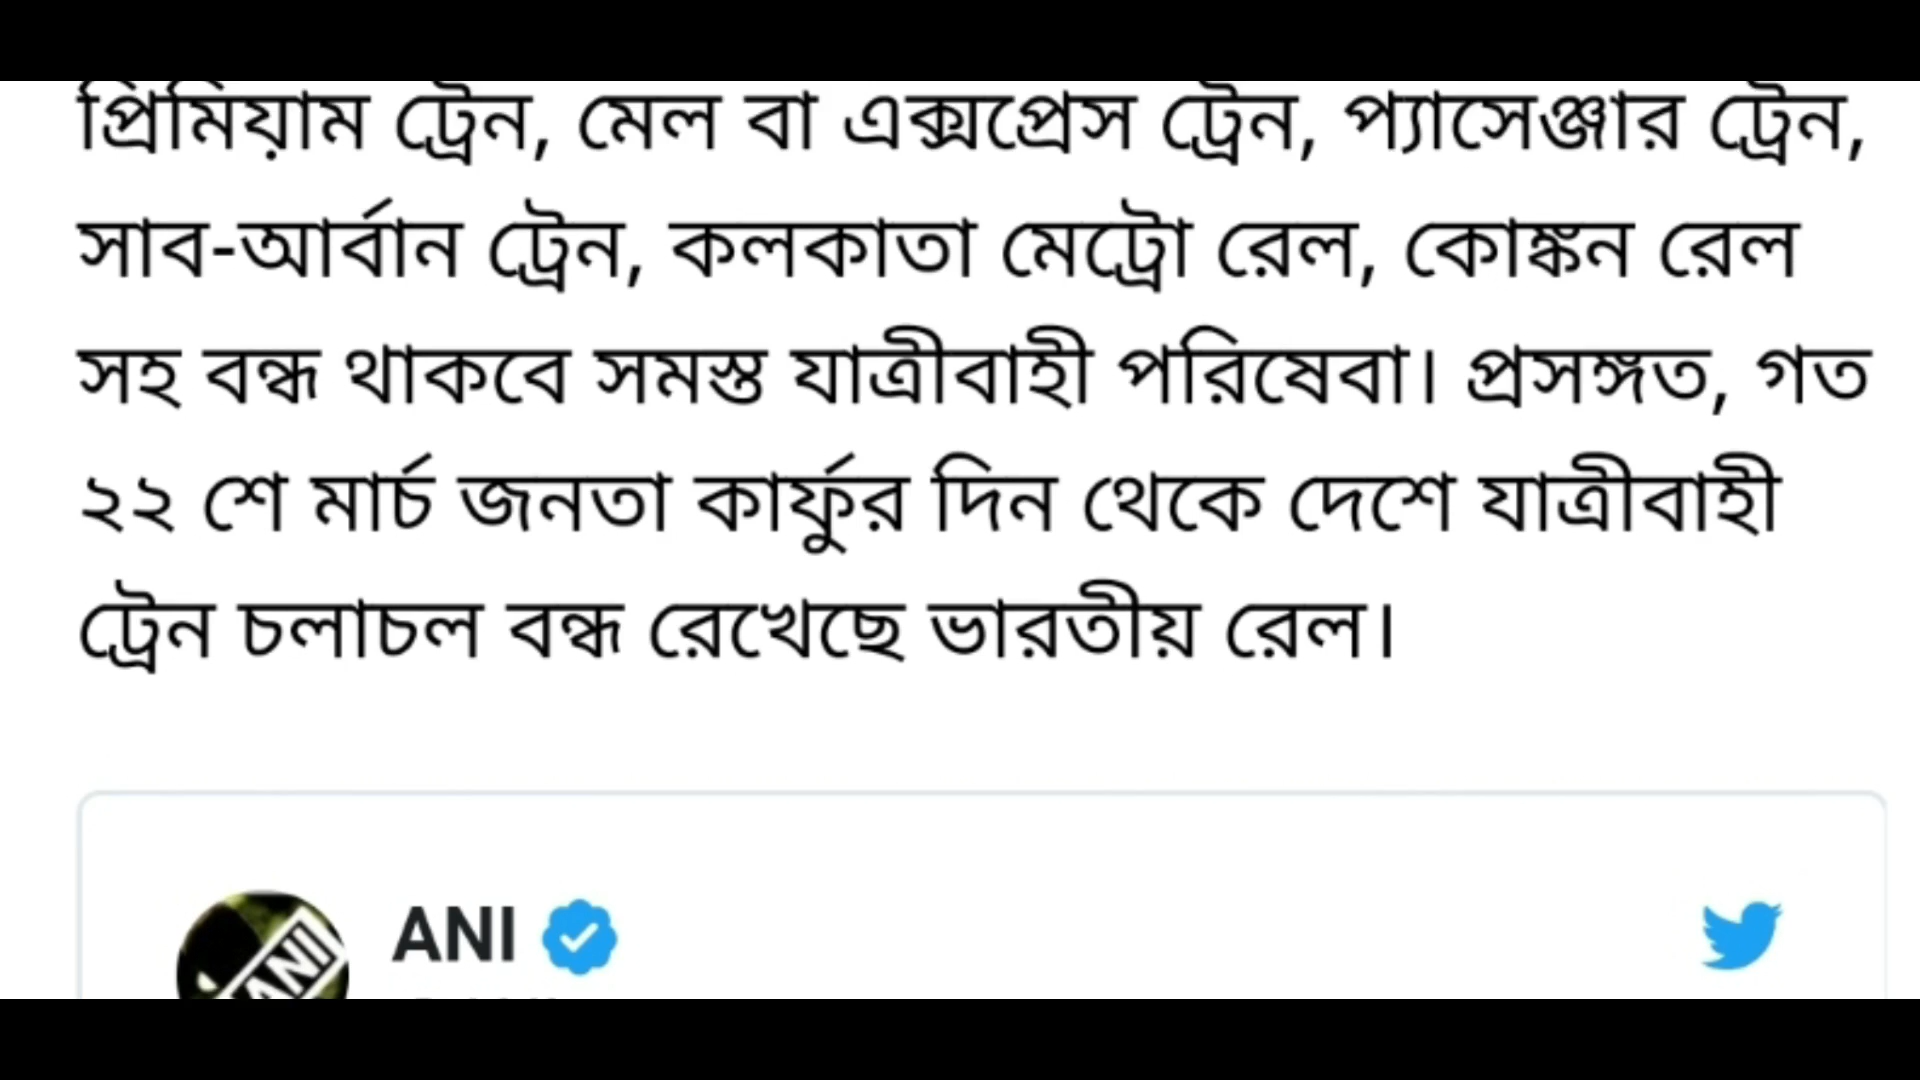 প্রিমিয়াম ট্রেন, মেল বা এক্সপ্রেস ট্রেন, প্যাসেঞ্জার ট্রেন,
সাব-আর্বান ট্রেন, কলকাতা মেট্রো রেল, কোঙ্কন রেল
সহ বন্ধ থাকবে সমস্ত যাত্রীবাহী পরিষেবা। প্রসঙ্গত, গত
২২ শে মার্চ জনতা কার্ফুর দিন থেকে দেশে যাত্রীবাহী
ট্রেন চলাচল বন্ধ রেখেছে ভারতীয় রেল।
ANI
ANI